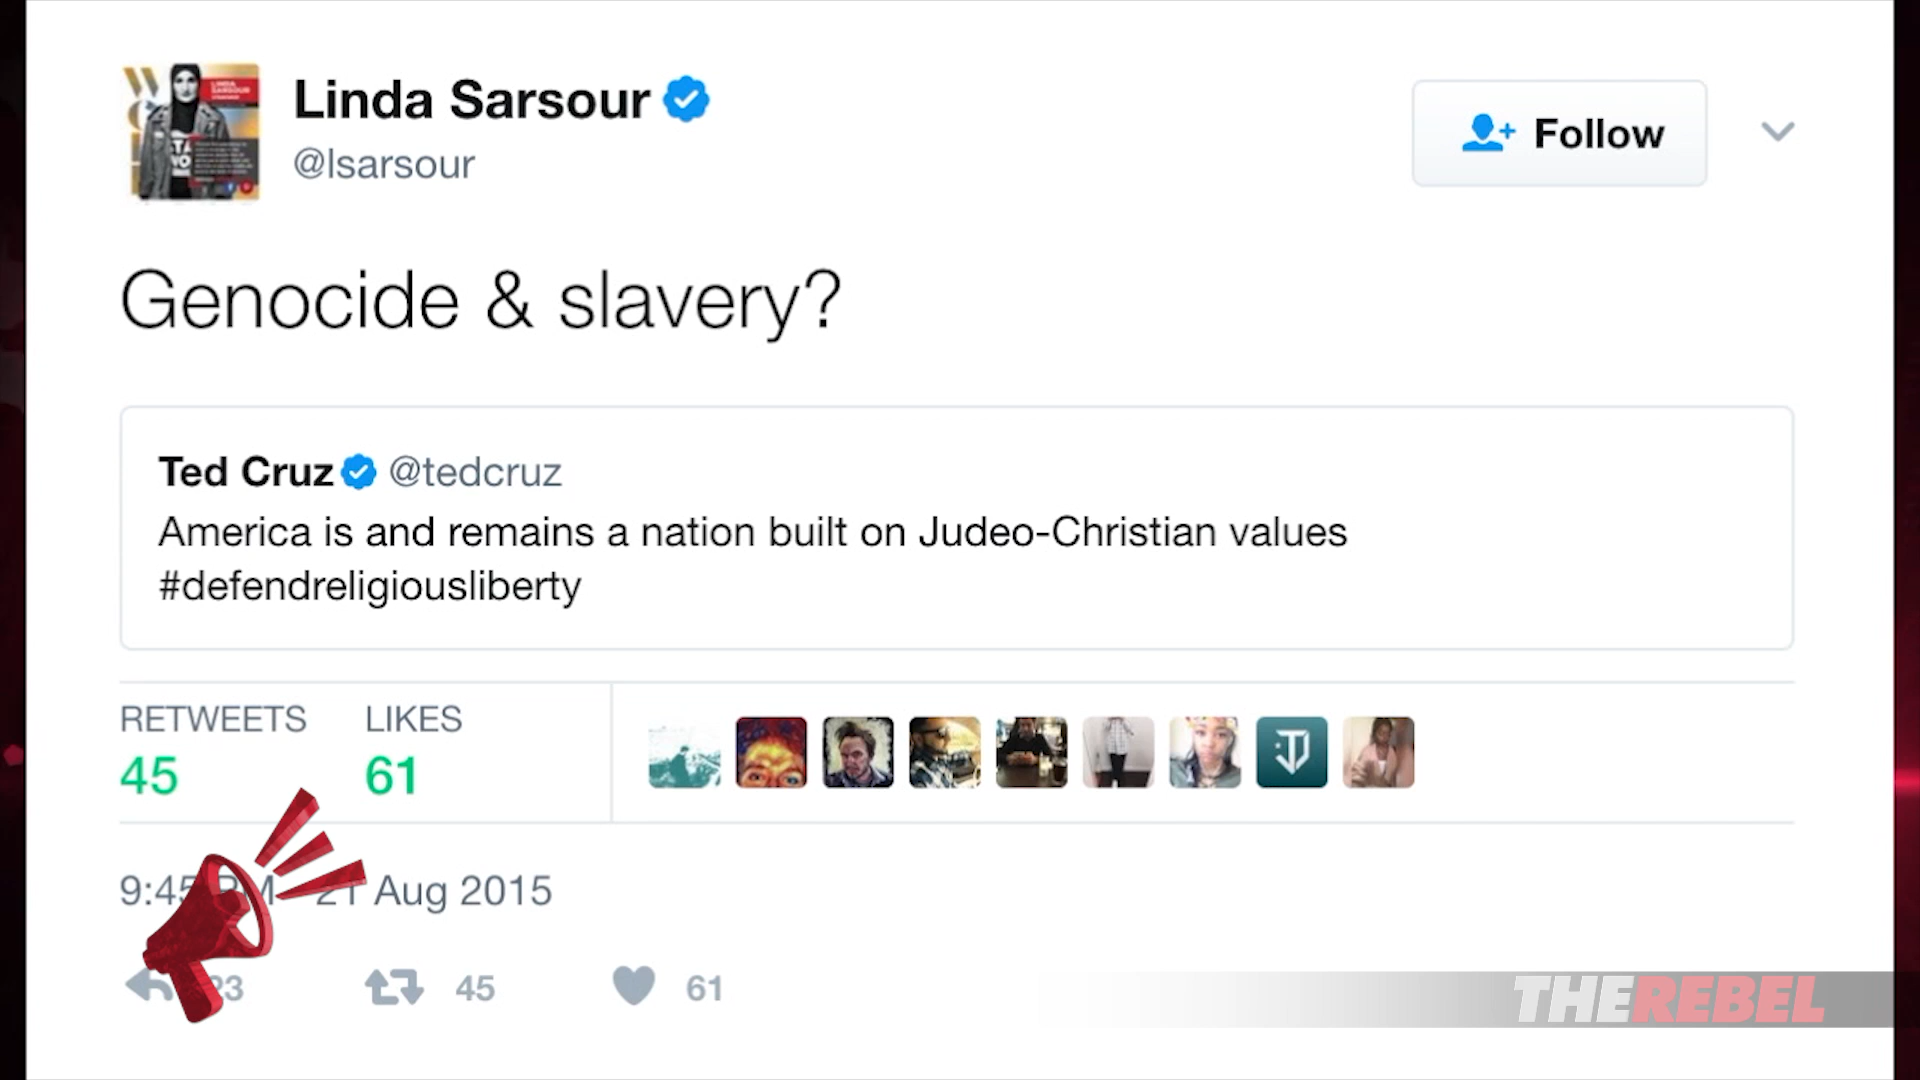 Linda Sarsour
@lsarsour
Follow
Genocide & slavery?
Ted Cruz @tedcruz
America is and remains a nation built on Judeo-Christian values
#defendreligiousliberty
RETWEETS LIKES
45 61
21 Aug 2015
45 61
THEREBEL